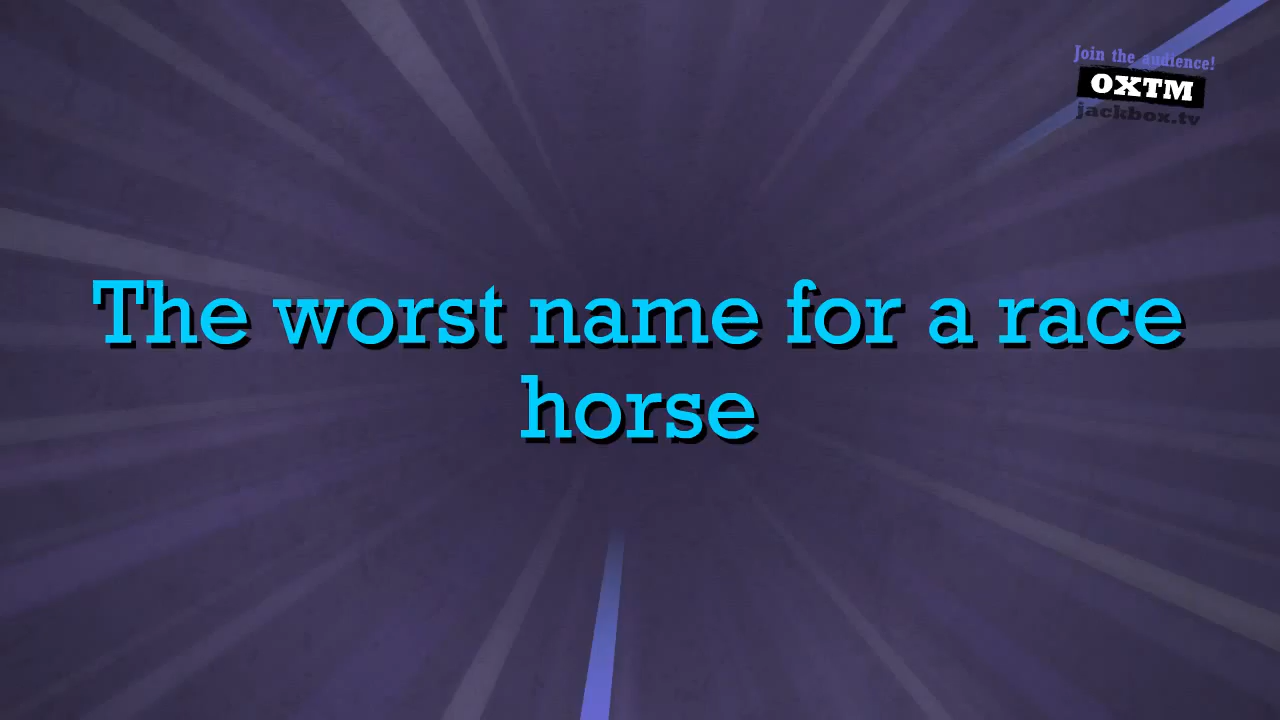 Join the audience!
OXTM
jackbox.tv
The worst name for a race
horse